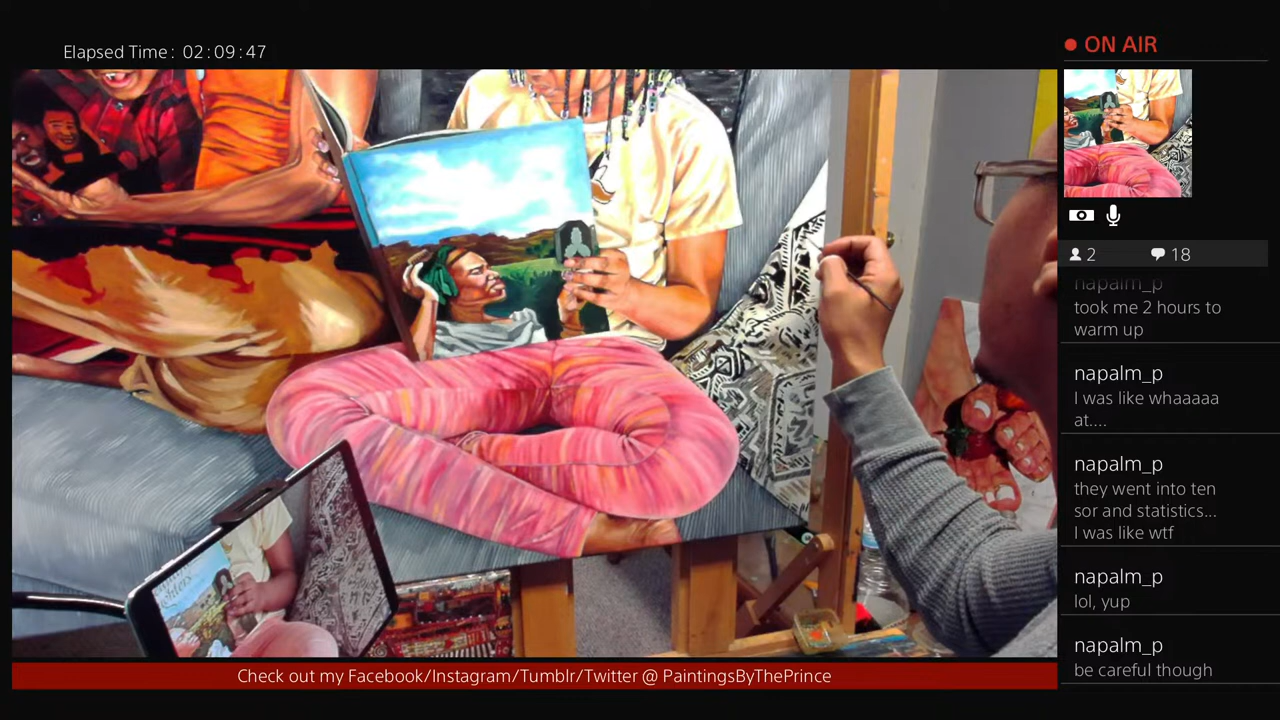 Elapsed Time: 02:09:47
ON AIR
2
18
napalm_p
took me 2 hours to
warm up
napalm_p
I was like whaaaaa
at....
napalm_p
they went into ten
sor and statistics...
I was like wtf
napalm_p
lol, yup
napalm_p
be careful though
Check out my Facebook/Instagram/Tumblr/Twitter @ PaintingsByThePrince